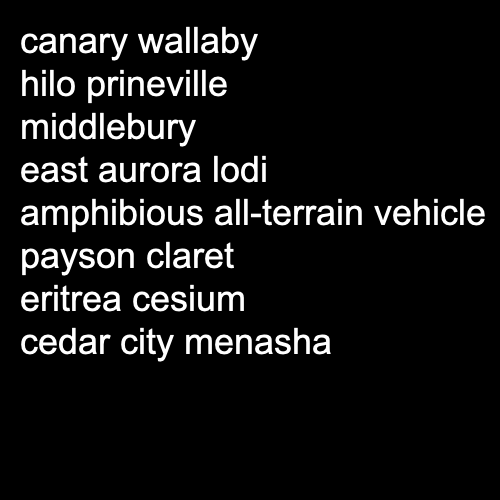 canary wallaby
hilo prineville
middlebury
east aurora lodi
amphibious all-terrain vehicle
payson claret
eritrea cesium
cedar city menasha